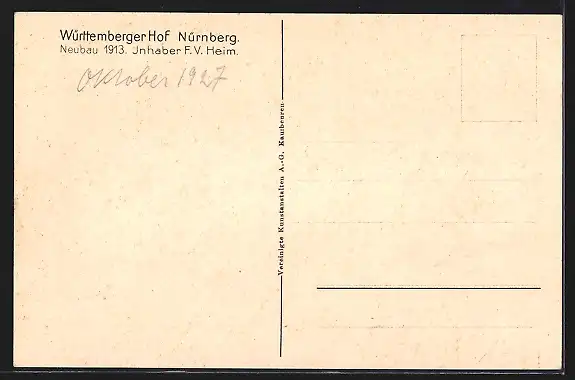 Württemberger Hof Nürnberg.
Neubau 1913. Jnhaber F. V. Heim.
Oktober 1927
Vereinigte Kunstanstalten A.-G. Kaufbeuren